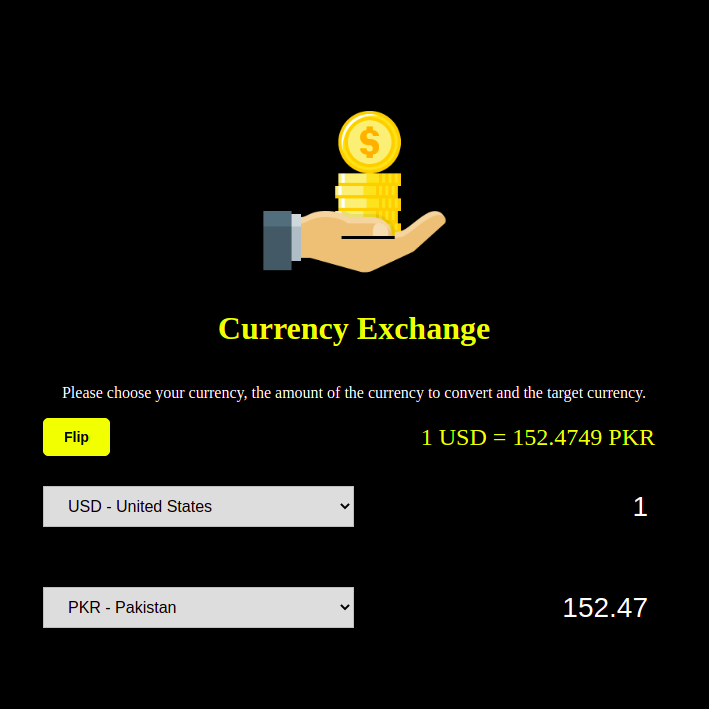 $
Currency Exchange
Please choose your currency, the amount of the currency to convert and the target currency.
Flip
1 USD = 152.4749 PKR
USD - United States
1
PKR - Pakistan
152.47